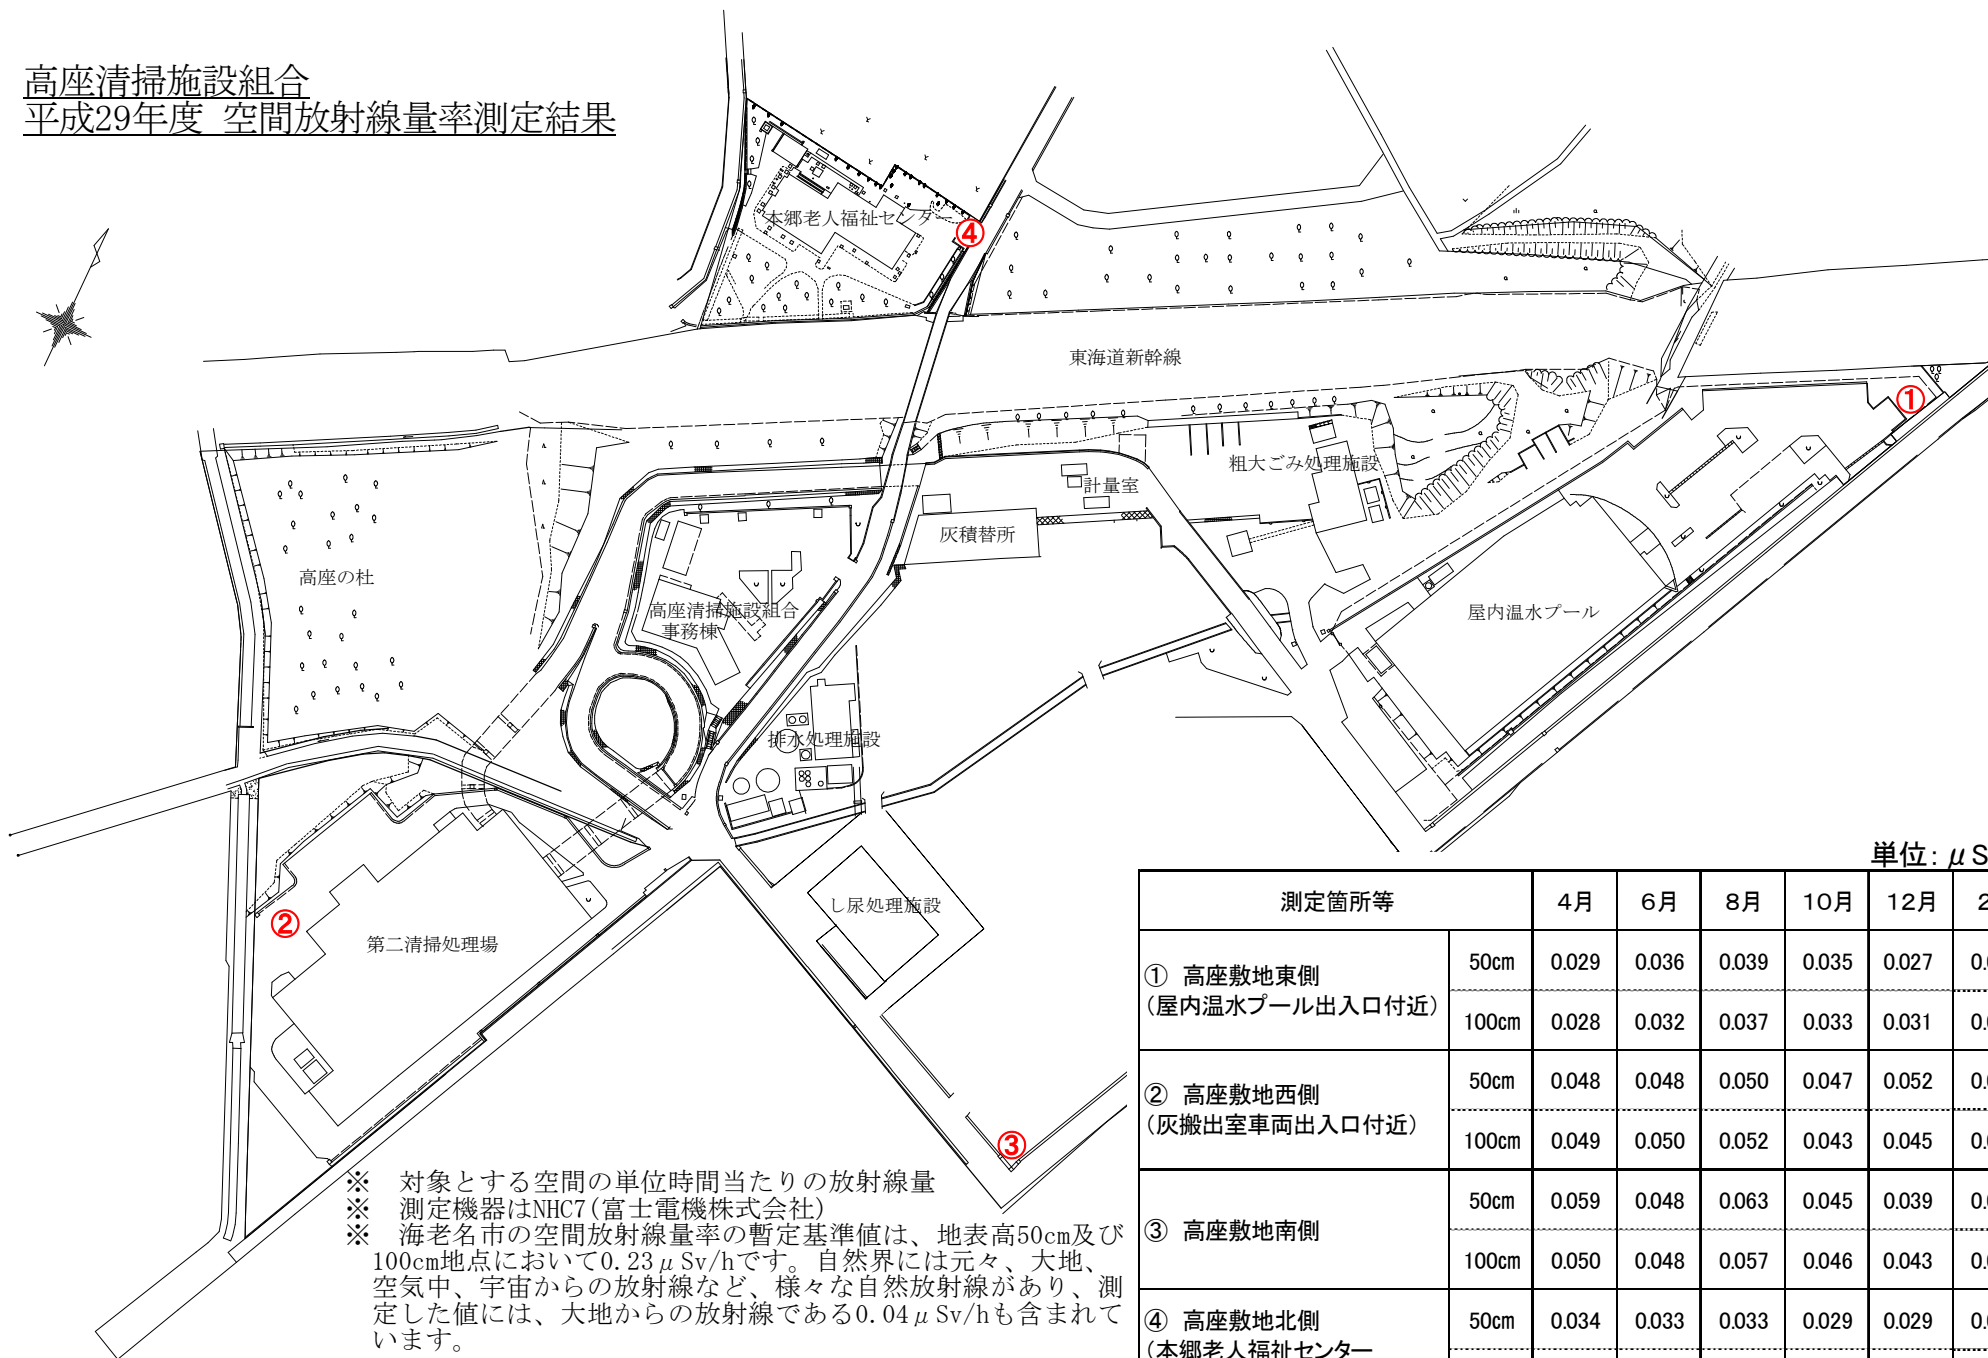 高座清掃施設組合
平成29年度 空間放射線量率測定結果
本郷老人福祉センター
④
東海道新幹線
①
粗大ごみ処理施設
計量室
灰積替所
高座の杜
高座清掃施設組合
事務棟
屋内温水プール
排水処理施設
し尿処理施設
②
第二清掃処理場
③
※ 対象とする空間の単位時間当たりの放射線量
※ 測定機器はNHC7(富士電機株式会社)
※ 海老名市の空間放射線量率の暫定基準値は、地表高50cm及び
100cm地点において0.23μSv/hです。自然界には元々、大地、
空気中、宇宙からの放射線など、様々な自然放射線があり、測
定した値には、大地からの放射線である0.04μSv/hも含まれて
います。
単位：μS
測定箇所等 4月 6月 8月 10月 12月 2
① 高座敷地東側
(屋内温水プール出入口付近)
50cm 0.029 0.036 0.039 0.035 0.027 0.
100cm 0.028 0.032 0.037 0.033 0.031 0.
② 高座敷地西側
(灰搬出室車両出入口付近)
50cm 0.048 0.048 0.050 0.047 0.052 0.
100cm 0.049 0.050 0.052 0.043 0.045 0.
③ 高座敷地南側
50cm 0.059 0.048 0.063 0.045 0.039 0.
100cm 0.050 0.048 0.057 0.046 0.043 0.
④ 高座敷地北側
(本郷老人福祉センター
50cm 0.034 0.033 0.033 0.029 0.029 0.